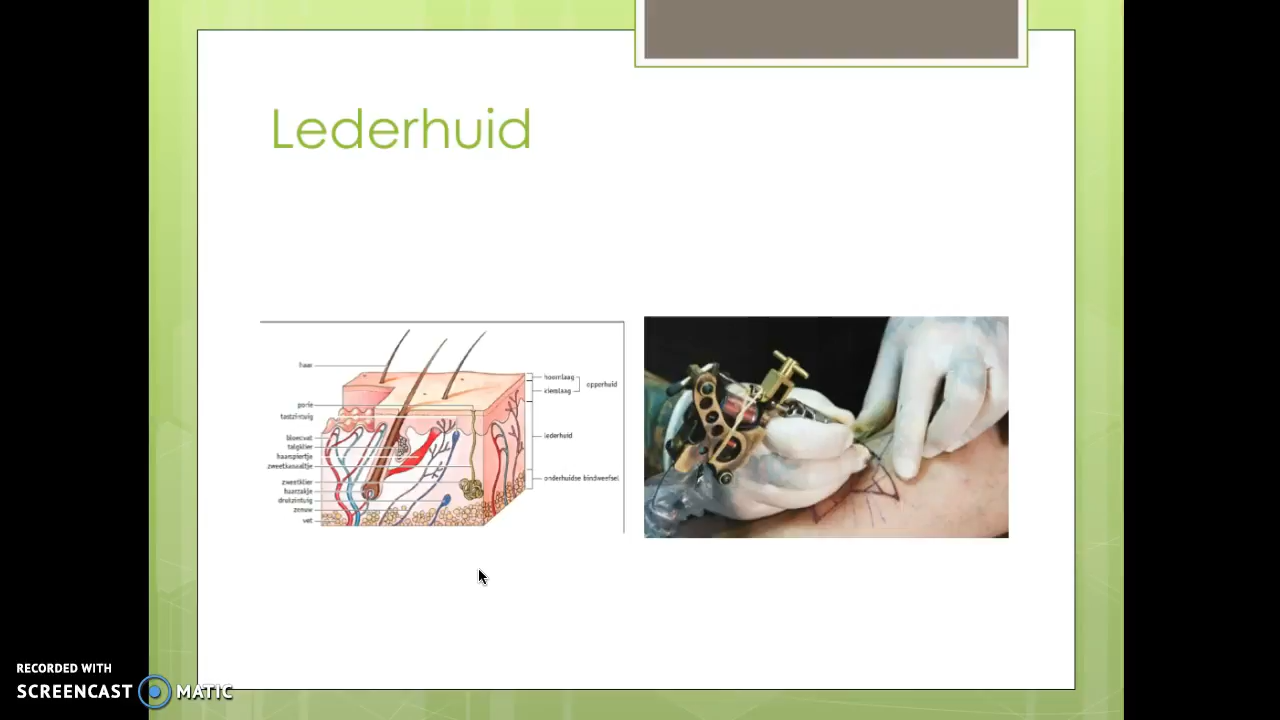 Lederhuid
haar
hoornlaag
opperhuid
kiemlaag
porie
tastzintuig
bloedvat
lederhuid
talgklier
haarspiertje
zweetkanaaltje
onderhuidse bindweefsel
zweetklier
haarzakje
drukzintuig
zenuw
vet
RECORDED WITH
SCREENCAST MATIC